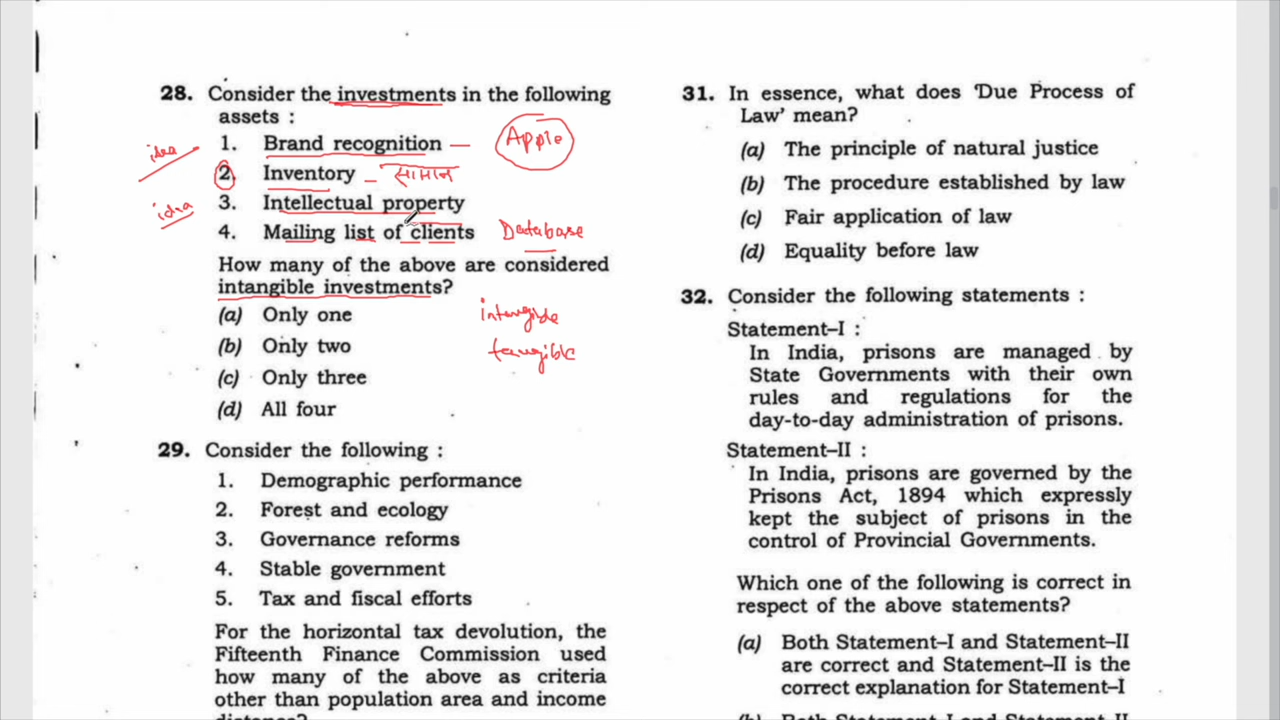 28. Consider the investments in the following
assets :
1. Brand recognition — Apple
idea
2. Inventory – सामान
3. Intellectual property
idea
4. Mailing list of clients Database
How many of the above are considered
intangible investments?
(a) Only one
intangible
(b) Only two
tangible
(c) Only three
(d) All four
29. Consider the following :
1. Demographic performance
2. Forest and ecology
3. Governance reforms
4. Stable government
5. Tax and fiscal efforts
For the horizontal tax devolution, the
Fifteenth Finance Commission used
how many of the above as criteria
other than population area and income
distance?
31. In essence, what does 'Due Process of
Law' mean?
(a) The principle of natural justice
(b) The procedure established by law
(c) Fair application of law
(d) Equality before law
32. Consider the following statements :
Statement–I :
In India, prisons are managed by
State Governments with their own
rules and regulations for the
day-to-day administration of prisons.
Statement–II :
In India, prisons are governed by the
Prisons Act, 1894 which expressly
kept the subject of prisons in the
control of Provincial Governments.
Which one of the following is correct in
respect of the above statements?
(a) Both Statement–I and Statement–II
are correct and Statement–II is the
correct explanation for Statement–I
(b) Both Statement–I and Statement–II